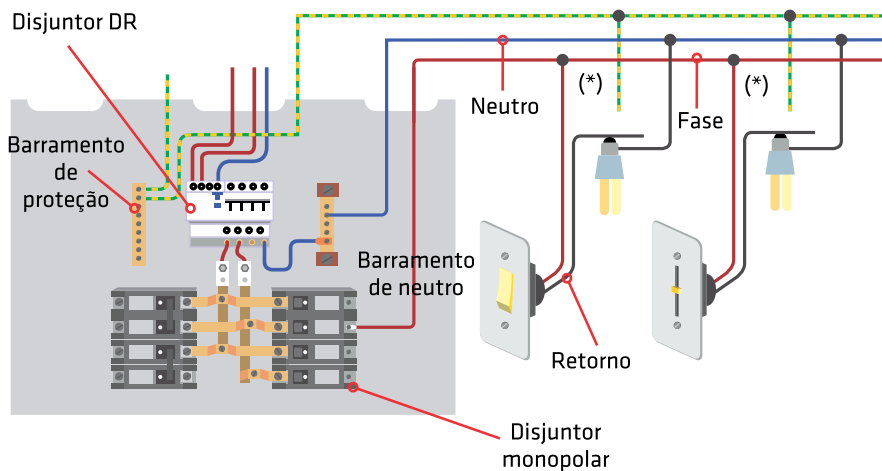 Disjuntor DR
Barramento
de
proteção
Neutro
(*)
Fase
(*)
Barramento
de neutro
Retorno
Disjuntor
monopolar